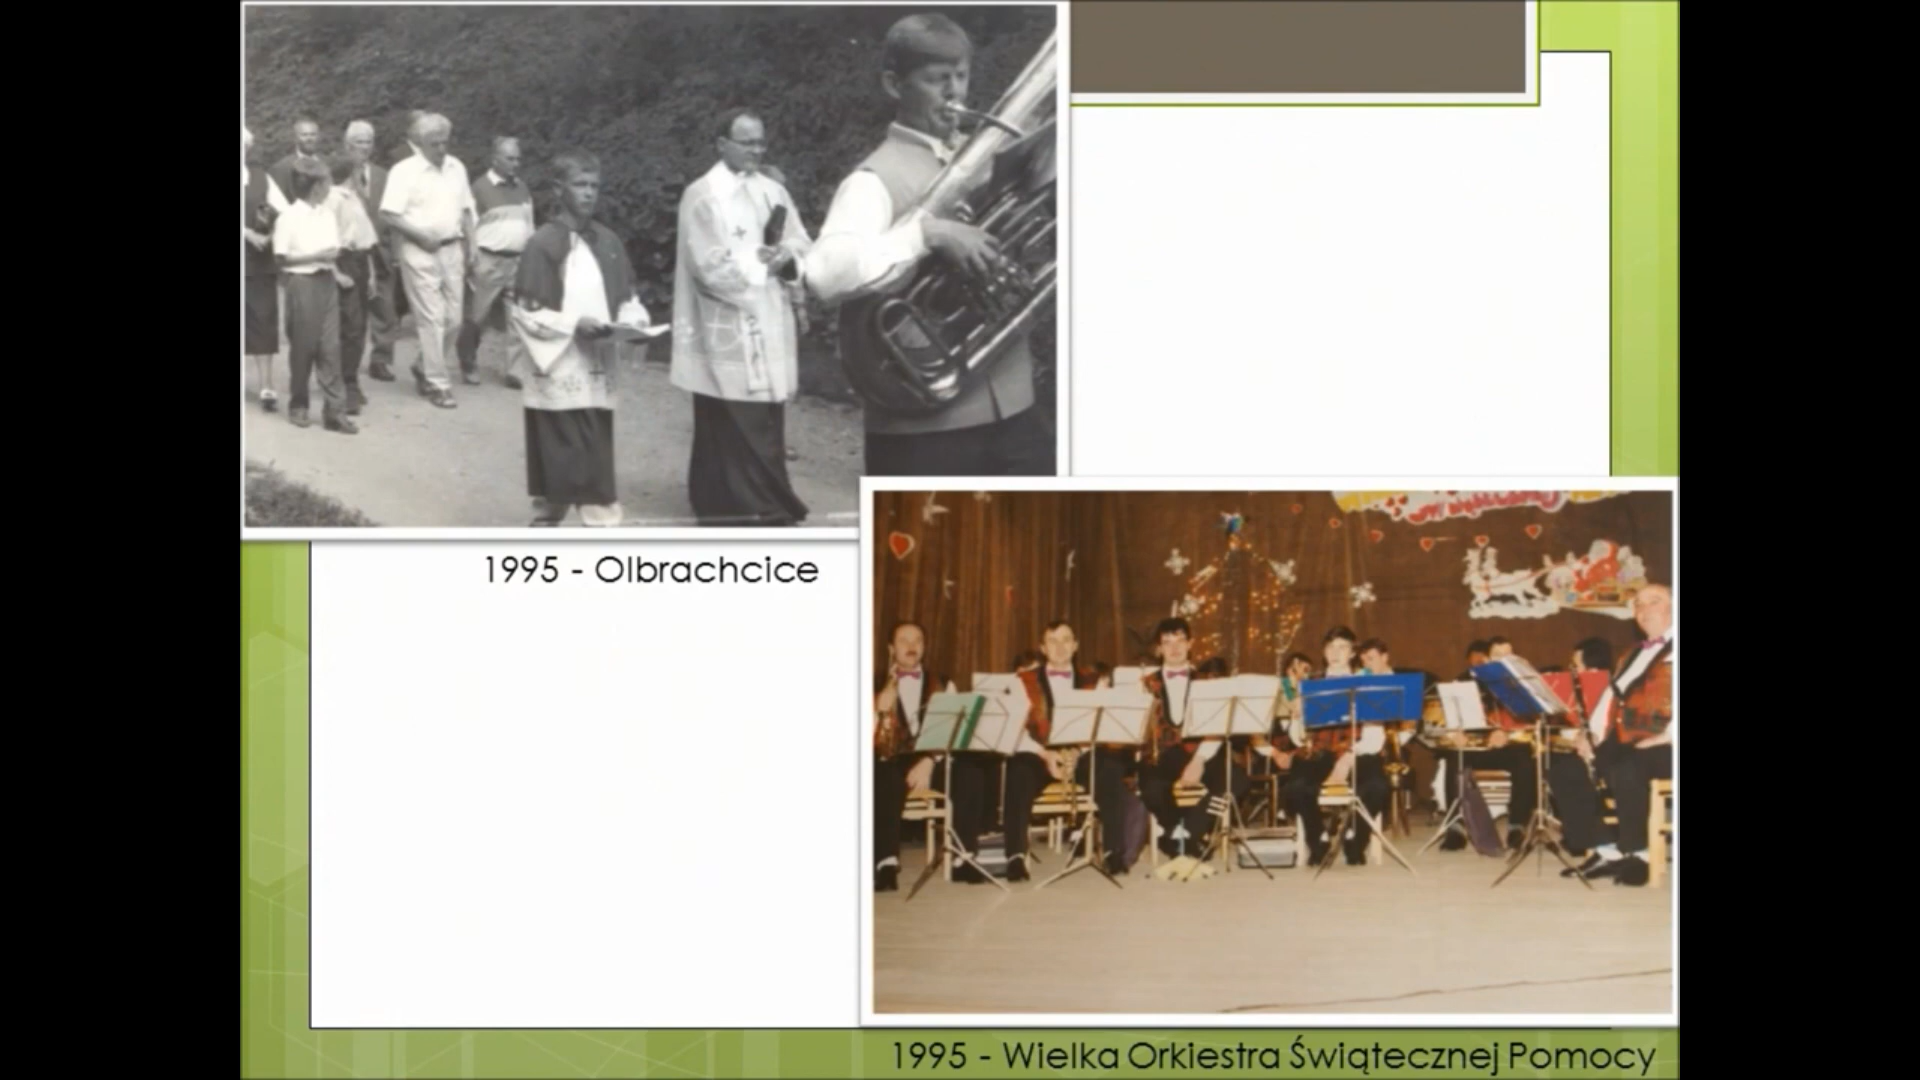 1995 - Olbrachcice
1995 - Wielka Orkiestra Świątecznej Pomocy